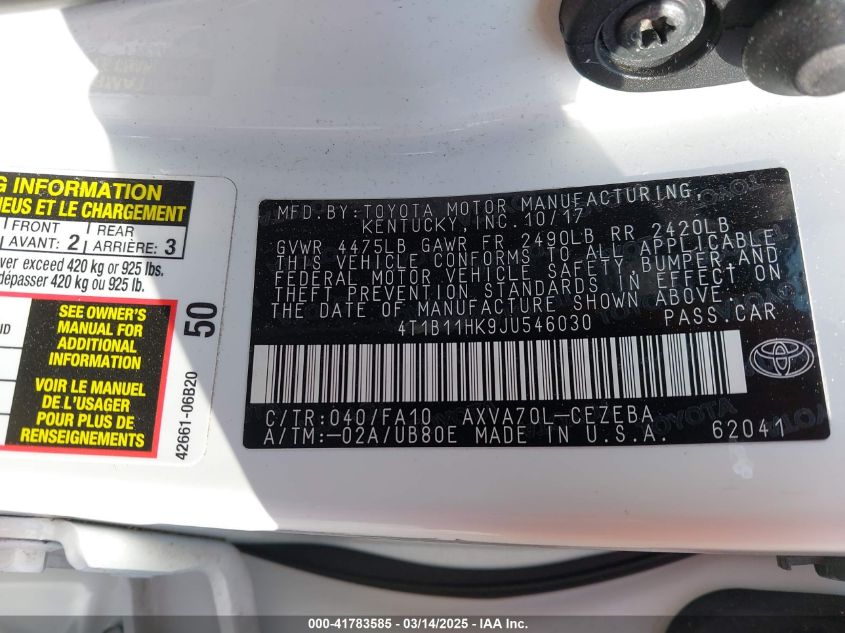 G INFORMATION
NEUS ET LE CHARGEMENT
FRONT
AVANT: 2
REAR
ARRIÈRE: 3
ver exceed 420 kg or 925 lbs.
dépasser 420 kg ou 925 lb.
SEE OWNER'S
MANUAL FOR
ADDITIONAL
INFORMATION
VOIR LE MANUEL
DE L'USAGER
POUR PLUS DE
RENSEIGNEMENTS
50
42661-06B20
MFD.BY:TOYOTA MOTOR MANUFACTURING,
KENTUCKY,INC.10/17
GVWR 4475LB GAWR FR 2490LB RR 2420LB
THIS VEHICLE CONFORMS TO ALL APPLICABLE
FEDERAL MOTOR VEHICLE SAFETY,BUMPER AND
THEFT PREVENTION STANDARDS IN EFFECT ON
THE DATE OF MANUFACTURE SHOWN ABOVE.
4T1B11HK9JU546030 PASS.CAR
C/TR:040/FA10 AXVA70L-CEZEBA
A/TM:-02A/UB80E MADE IN U.S.A. 62041
000-41783585 - 03/14/2025 - IAAI.COM